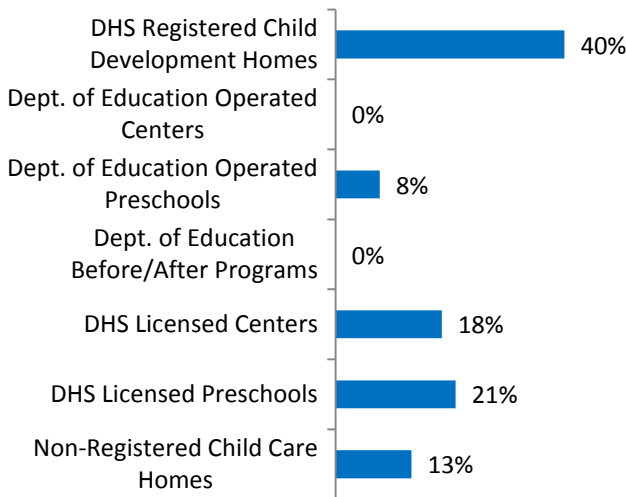 DHS Registered Child
Development Homes
40%
Dept. of Education Operated
Centers
0%
Dept. of Education Operated
Preschools
8%
Dept. of Education
Before/After Programs
0%
DHS Licensed Centers
18%
DHS Licensed Preschools
21%
Non-Registered Child Care
Homes
13%